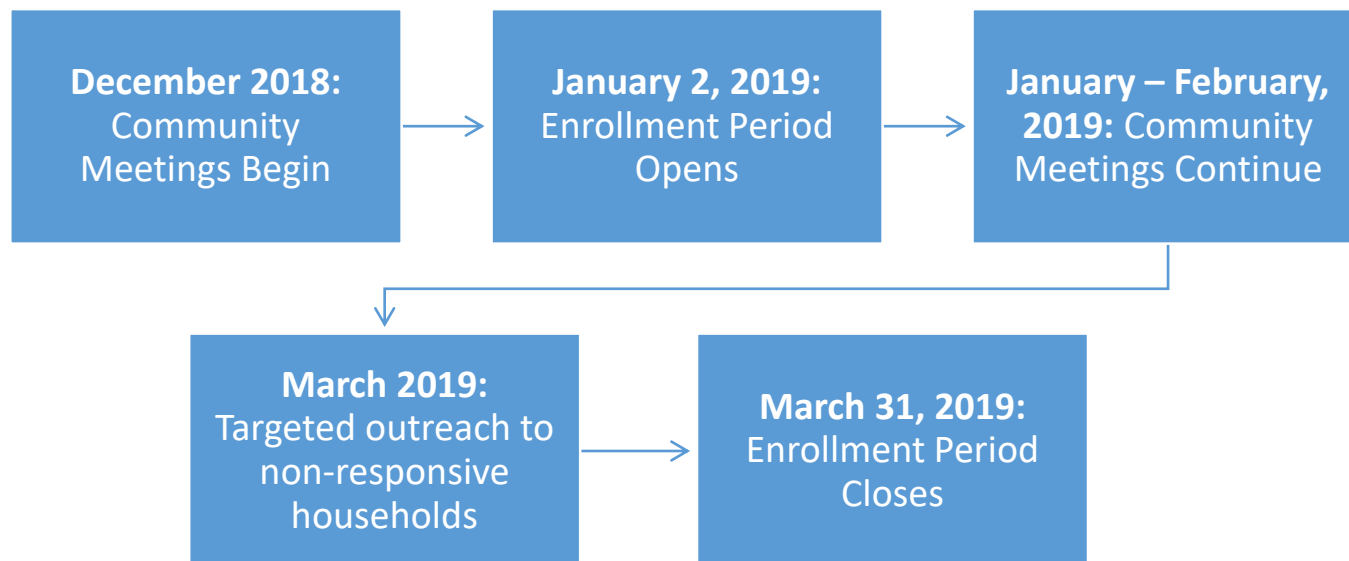 December 2018:
Community
Meetings Begin
January 2, 2019:
Enrollment Period
Opens
January – February,
2019: Community
Meetings Continue
March 2019:
Targeted outreach to
non-responsive
households
March 31, 2019:
Enrollment Period
Closes